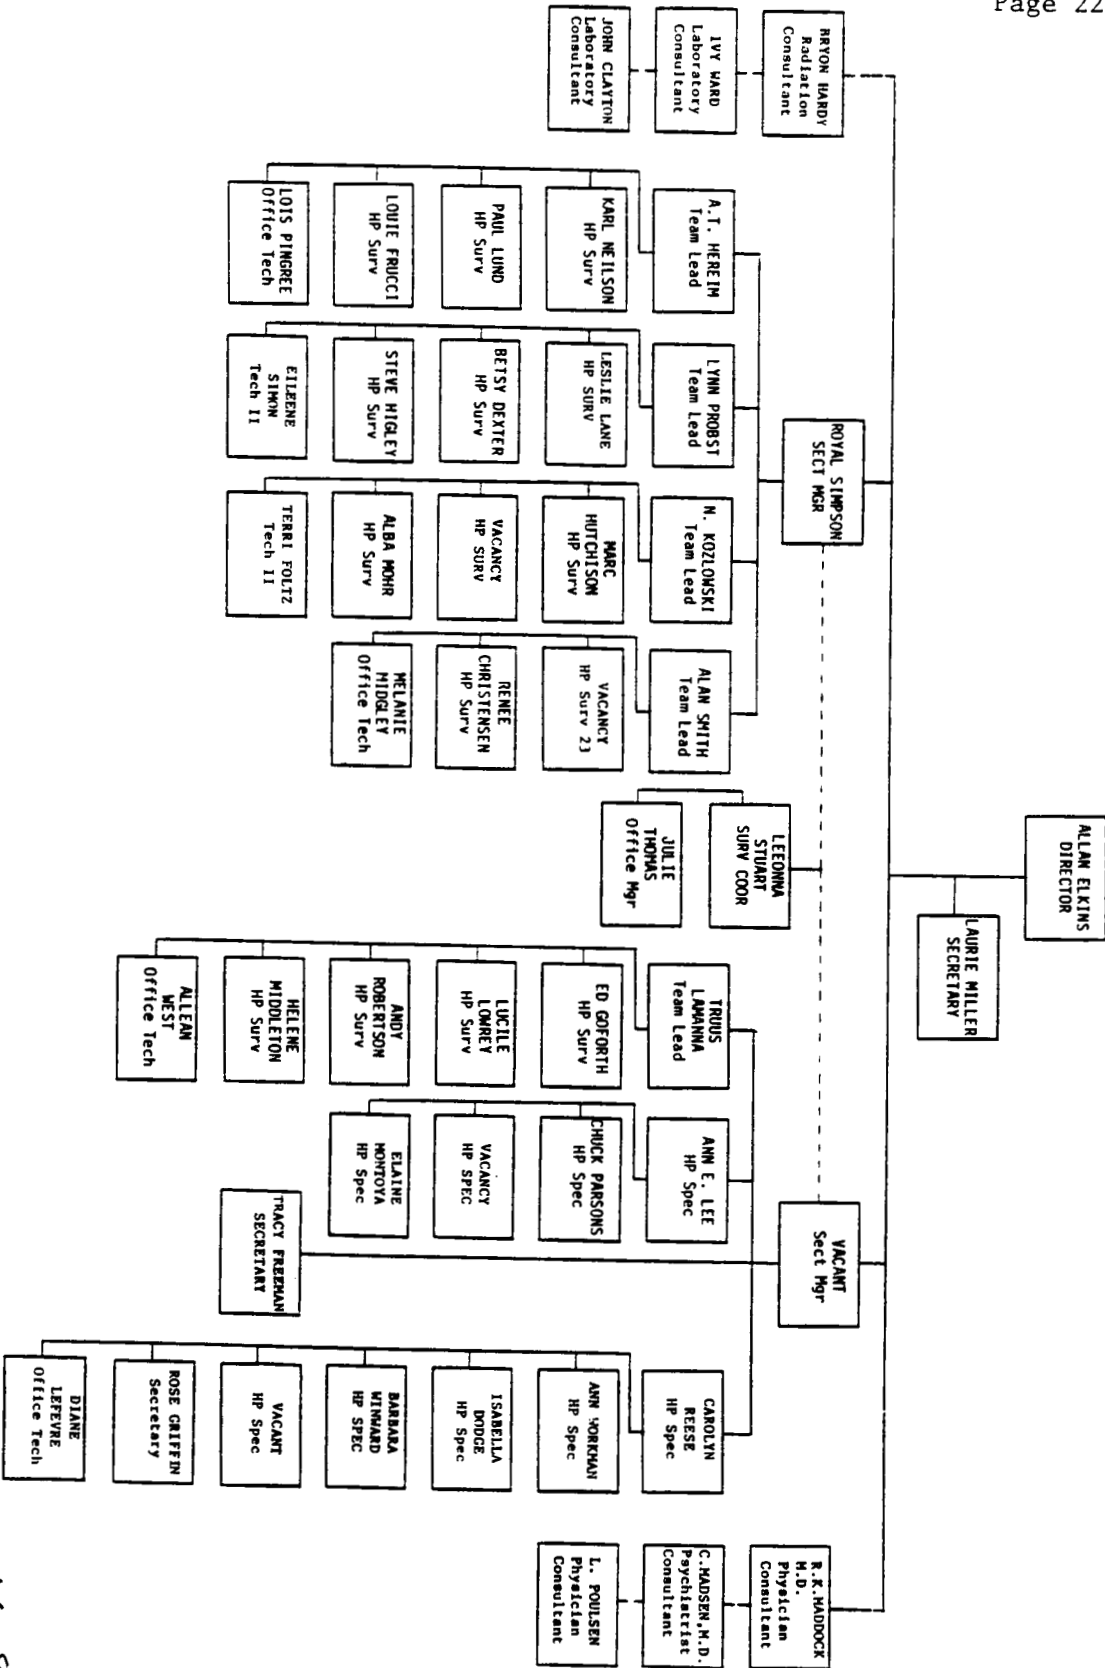 Page 22
ALLAN ELKINS
DIRECTOR
LAURIE MILLER
SECRETARY
BRYON HARDY
Radiation
Consultant
IVY WARD
Laboratory
Consultant
JOHN CLAYTON
Laboratory
Consultant
ROYAL SIMPSON
SECT MGR
A.T. HEREIM
Team Lead
KARL NEILSON
HP Surv
PAUL LUND
HP Surv
LOUIE FRUCCI
HP Surv
LOIS PINGREE
Office Tech
LYNN PROBST
Team Lead
LESLIE LANE
HP SURV
BETSY DEXTER
HP Surv
STEVE HIGLEY
HP Surv
EILEENE
SIMON
Tech II
M. KOZLOWSKI
Team Lead
MARC
HUTCHISON
HP Surv
VACANCY
HP SURV
ALBA MOHR
HP Surv
TERRI FOLTZ
Tech II
ALAN SMITH
Team Lead
VACANCY
HP Surv 23
RENEE
CHRISTENSEN
HP Surv
MELANIE
MIDGLEY
Office Tech
LEEONNA
STUART
SURV COOR
JULIE
THOMAS
Office Mgr
VACANT
Sect Mgr
TRUUS
LAMANNA
Team Lead
ED GOFORTH
HP Surv
LUCILE
LOWREY
HP Surv
ANDY
ROBERTSON
HP Surv
HELENE
MIDDLETON
HP Surv
ALLEAN
WEST
Office Tech
ANN E. LEE
HP Spec
CHUCK PARSONS
HP Spec
VACANCY
HP SPEC
ELAINE
MONTOYA
HP Spec
TRACY FREEMAN
SECRETARY
CAROLYN
REESE
HP Spec
ANN WORKMAN
HP Spec
ISABELLA
DODGE
HP Spec
BARBARA
WINWARD
HP SPEC
VACANT
HP Spec
ROSE GRIFFIN
Secretary
DIANE
LEFEVRE
Office Tech
R.K.MADDOCK
M.D.
Physician
Consultant
C.MADSEN,M.D.
Psychiatrist
Consultant
L. POULSEN
Physician
Consultant